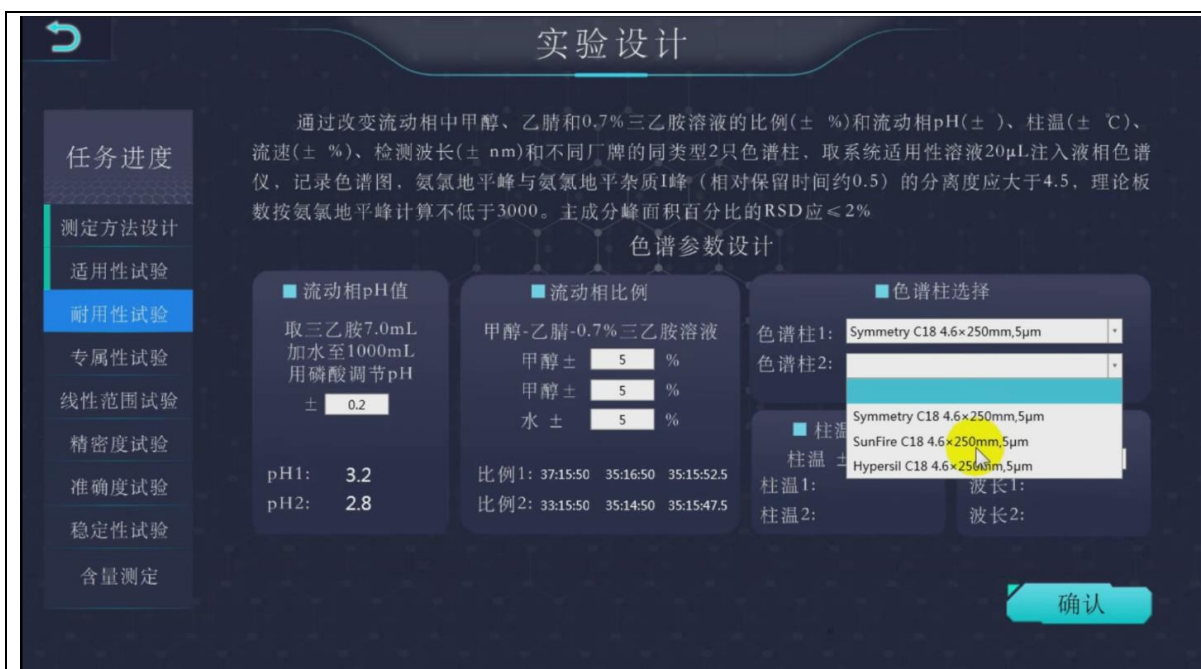 实验设计
通过改变流动相中甲醇、乙腈和0.7%三乙胺溶液的比例(± %)和流动相pH(± )、柱温(± ℃)、
流速(± %)、检测波长(± nm)和不同厂牌的同类型2只色谱柱，取系统适用性溶液20μL注入液相色谱
仪，记录色谱图，氨氯地平峰与氨氯地平杂质I峰（相对保留时间约0.5）的分离度应大于4.5，理论板
数按氨氯地平峰计算不低于3000。主成分峰面积百分比的RSD应≤2%
色谱参数设计
任务进度
测定方法设计
适用性试验
耐用性试验
专属性试验
线性范围试验
精密度试验
准确度试验
稳定性试验
含量测定
流动相pH值
取三乙胺7.0mL
加水至1000mL
用磷酸调节pH
± 0.2
pH1: 3.2
pH2: 2.8
流动相比例
甲醇-乙腈-0.7%三乙胺溶液
甲醇± 5 %
甲醇± 5 %
水 ± 5 %
比例1: 37:15:50 35:16:50 35:15:52.5
比例2: 33:15:50 35:14:50 35:15:47.5
色谱柱选择
色谱柱1: Symmetry C18 4.6×250mm,5μm
色谱柱2:
Symmetry C18 4.6×250mm,5μm
SunFire C18 4.6×250mm,5μm
Hypersil C18 4.6×250mm,5μm
柱温 ±
柱温1:
柱温2:
波长1:
波长2:
确认